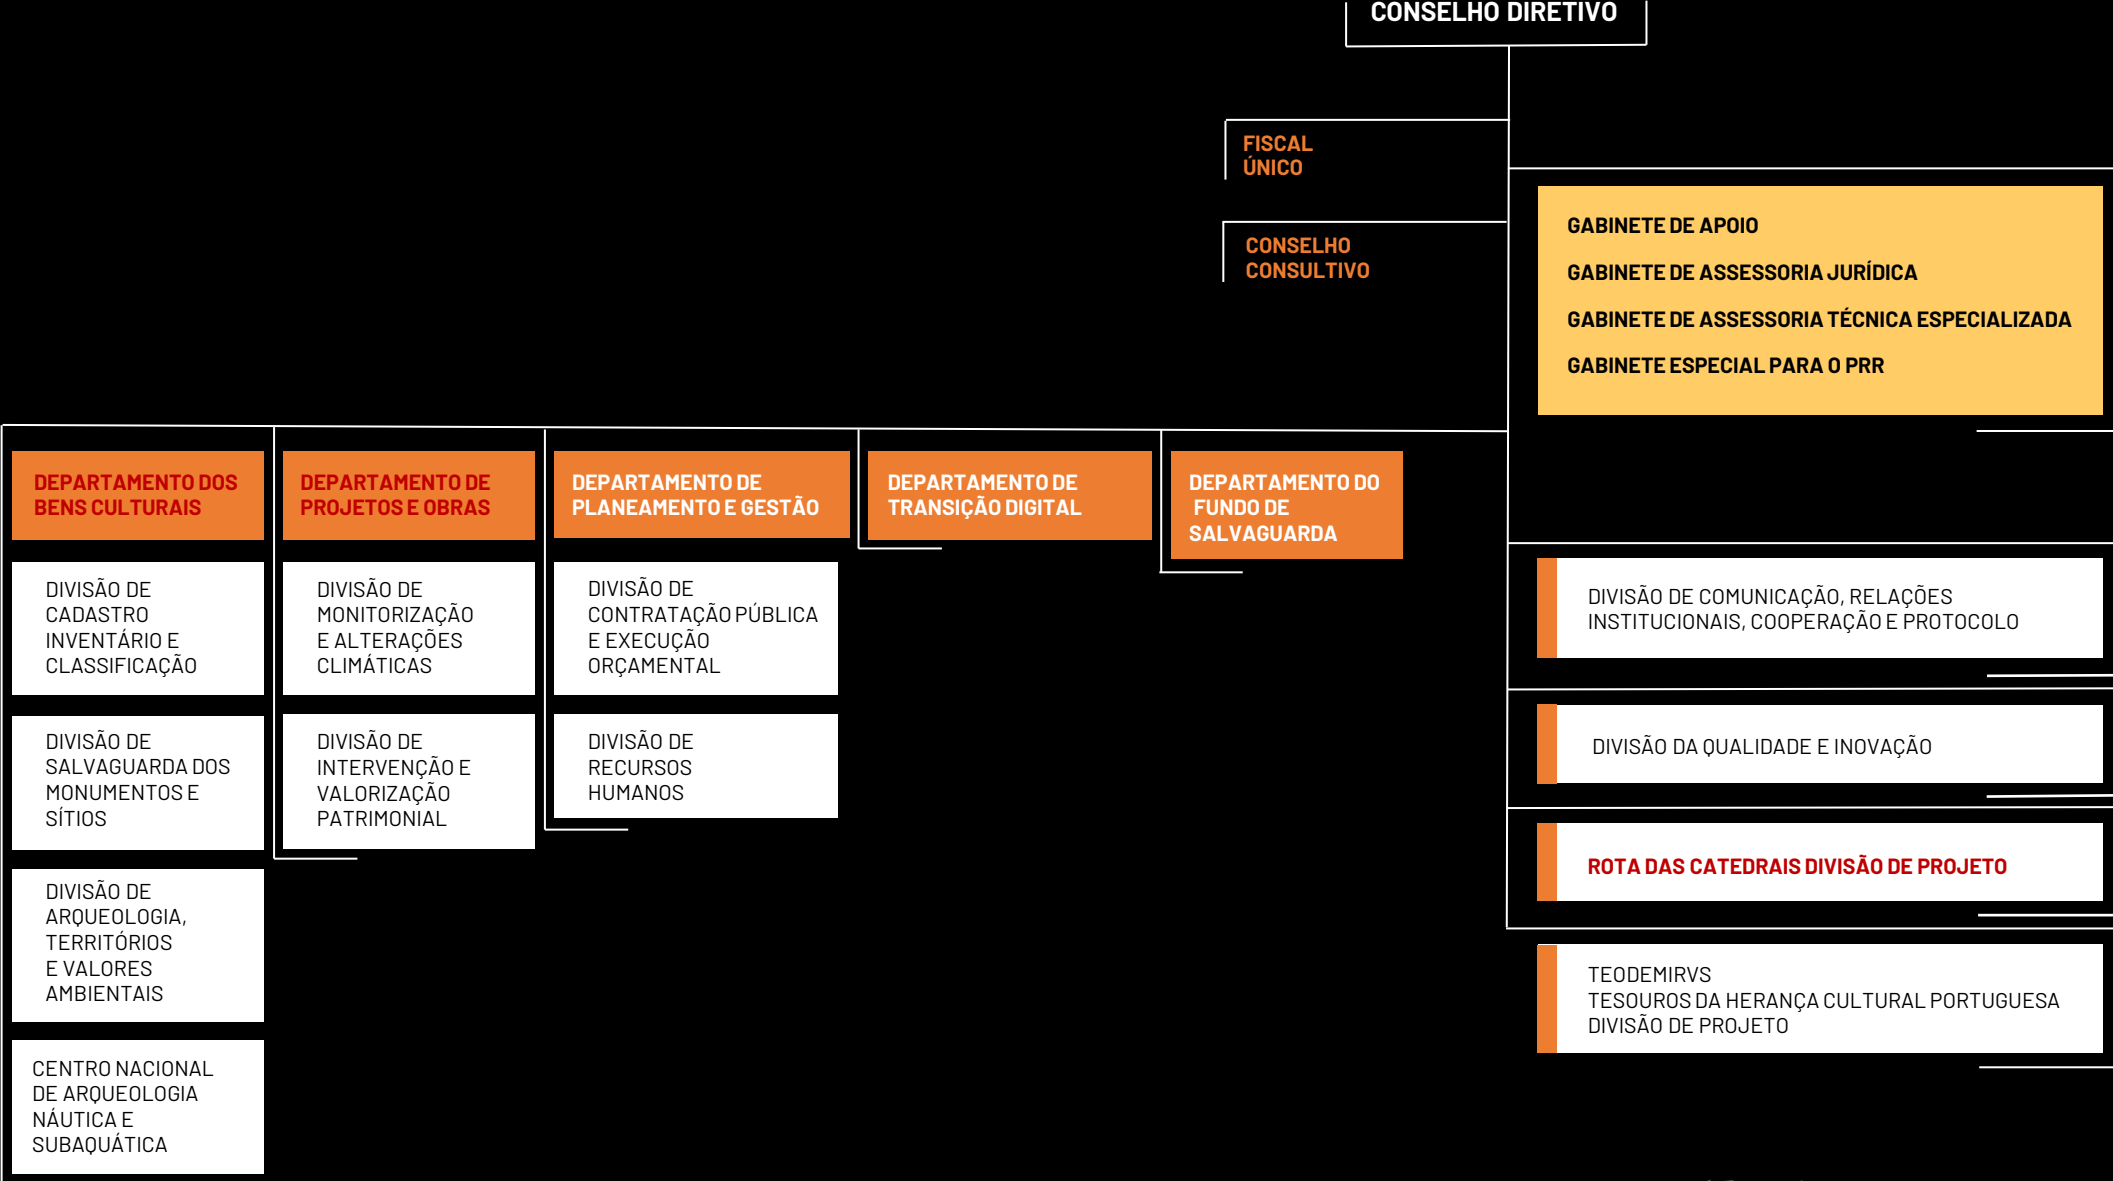 CONSELHO DIRETIVO
FISCAL
ÚNICO
CONSELHO
CONSULTIVO
GABINETE DE APOIO
GABINETE DE ASSESSORIA JURÍDICA
GABINETE DE ASSESSORIA TÉCNICA ESPECIALIZADA
GABINETE ESPECIAL PARA O PRR
DEPARTAMENTO DOS
BENS CULTURAIS
DIVISÃO DE
CADASTRO
INVENTÁRIO E
CLASSIFICAÇÃO
DIVISÃO DE
SALVAGUARDA DOS
MONUMENTOS E
SÍTIOS
DIVISÃO DE
ARQUEOLOGIA,
TERRITÓRIOS
E VALORES
AMBIENTAIS
CENTRO NACIONAL
DE ARQUEOLOGIA
NÁUTICA E
SUBAQUÁTICA
DEPARTAMENTO DE
PROJETOS E OBRAS
DIVISÃO DE
MONITORIZAÇÃO
E ALTERAÇÕES
CLIMÁTICAS
DIVISÃO DE
INTERVENÇÃO E
VALORIZAÇÃO
PATRIMONIAL
DEPARTAMENTO DE
PLANEAMENTO E GESTÃO
DIVISÃO DE
CONTRATAÇÃO PÚBLICA
E EXECUÇÃO
ORÇAMENTAL
DIVISÃO DE
RECURSOS
HUMANOS
DEPARTAMENTO DE
TRANSIÇÃO DIGITAL
DEPARTAMENTO DO
FUNDO DE
SALVAGUARDA
DIVISÃO DE COMUNICAÇÃO, RELAÇÕES
INSTITUCIONAIS, COOPERAÇÃO E PROTOCOLO
DIVISÃO DA QUALIDADE E INOVAÇÃO
ROTA DAS CATEDRAIS DIVISÃO DE PROJETO
TEODEMIRVS
TESOUROS DA HERANÇA CULTURAL PORTUGUESA
DIVISÃO DE PROJETO